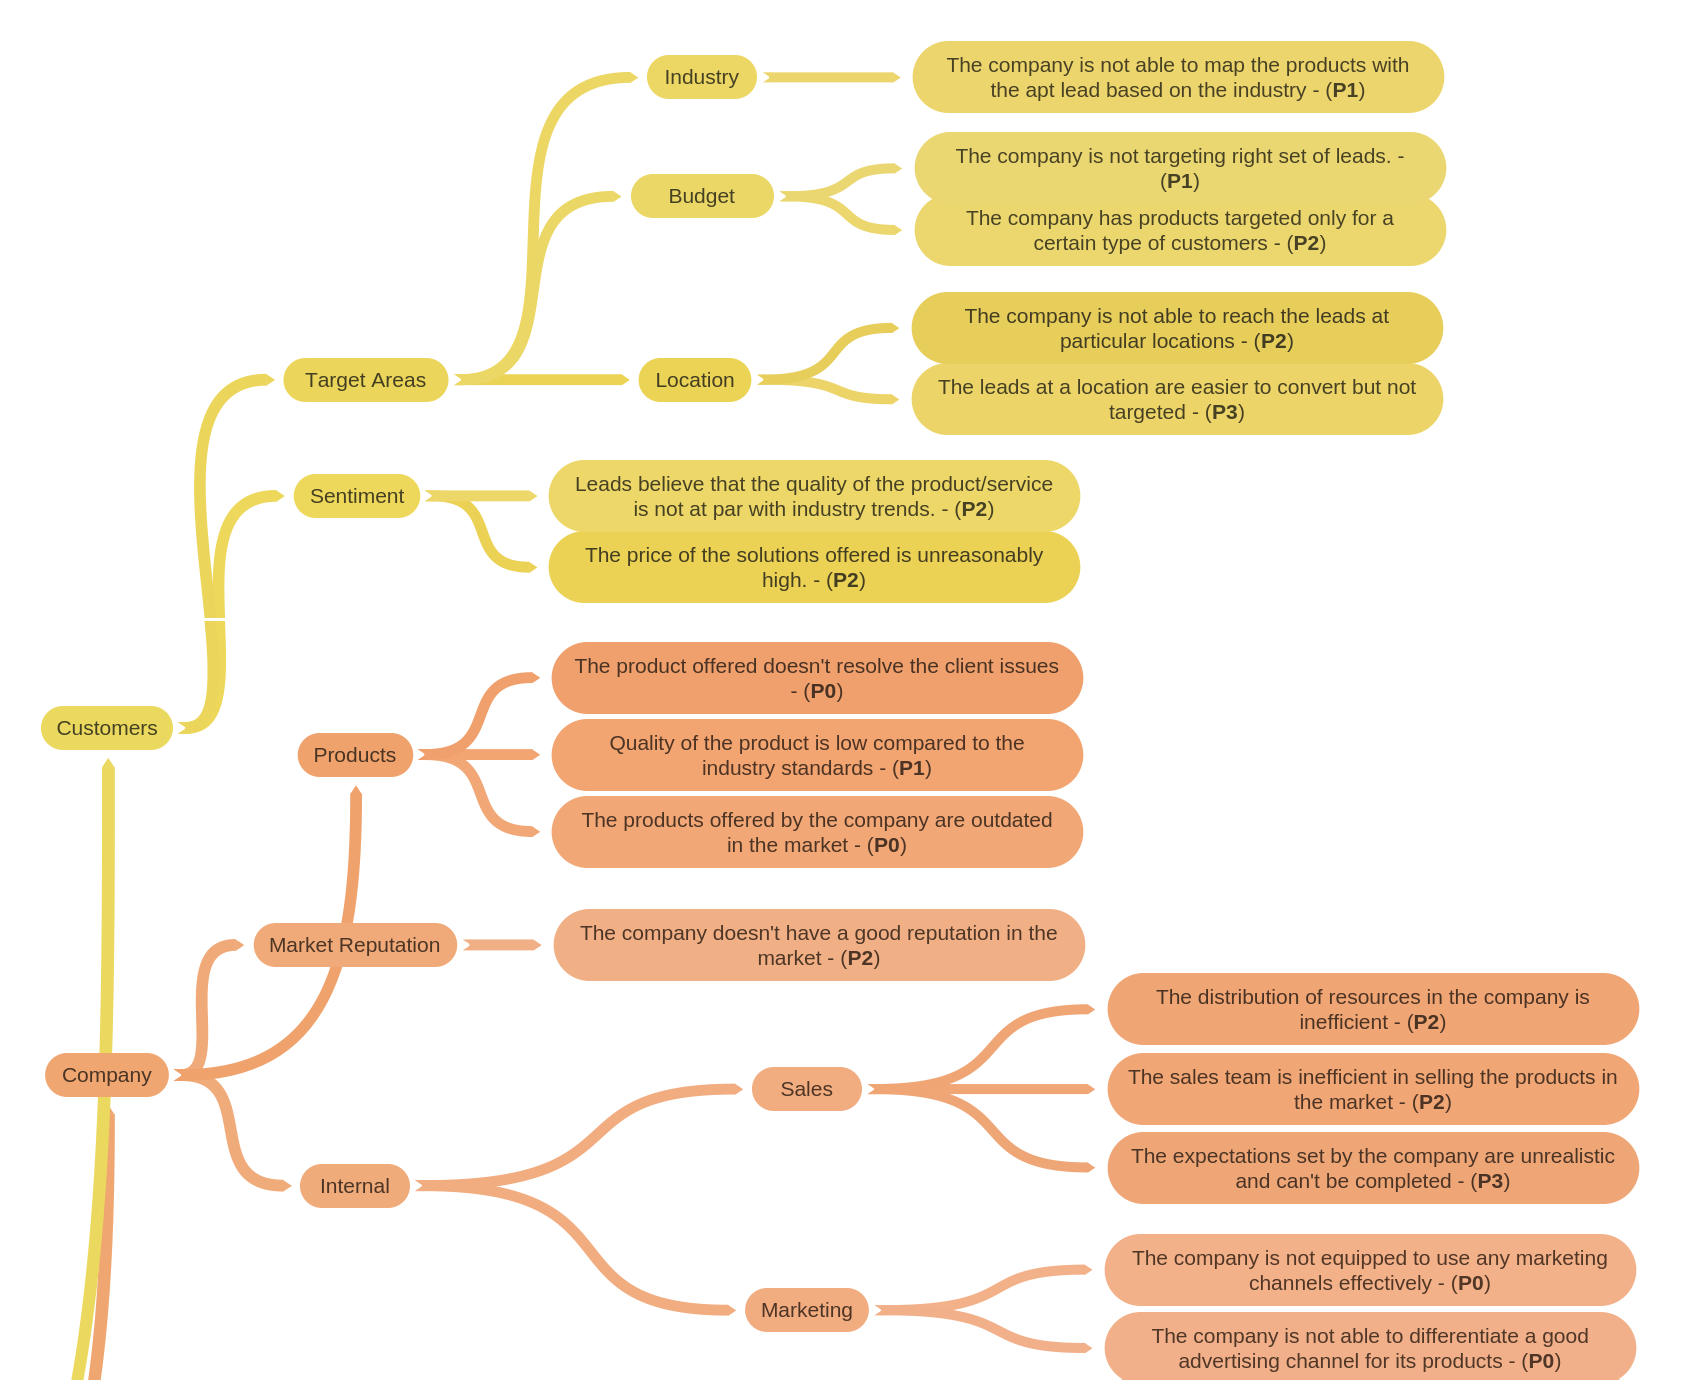 Industry
The company is not able to map the products with
the apt lead based on the industry - (P1)
Budget
The company is not targeting right set of leads. -
(P1)
The company has products targeted only for a
certain type of customers - (P2)
Target Areas
Location
The company is not able to reach the leads at
particular locations - (P2)
The leads at a location are easier to convert but not
targeted - (P3)
Sentiment
Leads believe that the quality of the product/service
is not at par with industry trends. - (P2)
The price of the solutions offered is unreasonably
high. - (P2)
Customers
Products
The product offered doesn't resolve the client issues
- (P0)
Quality of the product is low compared to the
industry standards - (P1)
The products offered by the company are outdated
in the market - (P0)
Market Reputation
The company doesn't have a good reputation in the
market - (P2)
Company
Internal
Sales
The distribution of resources in the company is
inefficient - (P2)
The sales team is inefficient in selling the products in
the market - (P2)
The expectations set by the company are unrealistic
and can't be completed - (P3)
Marketing
The company is not equipped to use any marketing
channels effectively - (P0)
The company is not able to differentiate a good
advertising channel for its products - (P0)